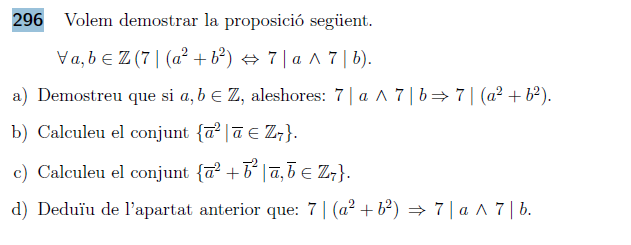 296 Volem demostrar la proposició següent.
∀ a, b ∈ ℤ (7 | (a² + b²) ⇔ 7 | a ∧ 7 | b).
a) Demostreu que si a, b ∈ ℤ, aleshores: 7 | a ∧ 7 | b ⇒ 7 | (a² + b²).
b) Calculeu el conjunt {a̅² | a̅ ∈ ℤ₇}.
c) Calculeu el conjunt {a̅² + b̅² | a̅, b̅ ∈ ℤ₇}.
d) Deduïu de l'apartat anterior que: 7 | (a² + b²) ⇒ 7 | a ∧ 7 | b.